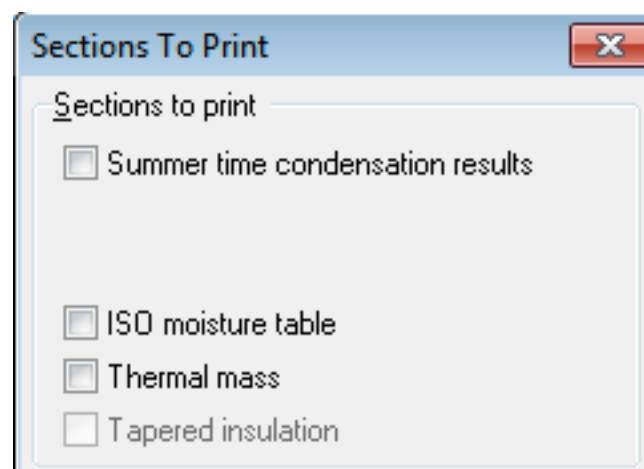 Sections To Print
Sections to print
Summer time condensation results
ISO moisture table
Thermal mass
Tapered insulation